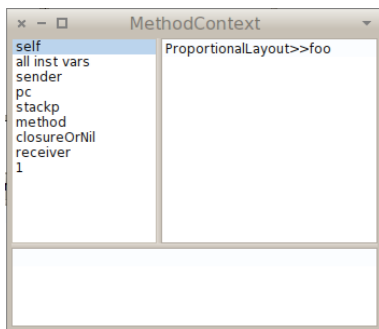 MethodContext
self
all inst vars
sender
pc
stackp
method
closureOrNil
receiver
1
ProportionalLayout>>foo